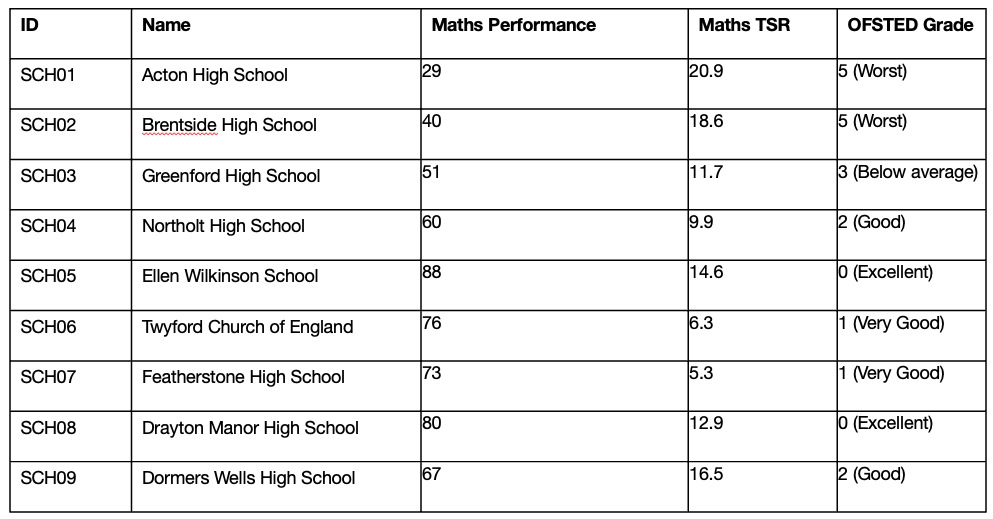 ID Name Maths Performance Maths TSR OFSTED Grade
SCH01 Acton High School 29 20.9 5 (Worst)
SCH02 Brentside High School 40 18.6 5 (Worst)
SCH03 Greenford High School 51 11.7 3 (Below average)
SCH04 Northolt High School 60 9.9 2 (Good)
SCH05 Ellen Wilkinson School 88 14.6 0 (Excellent)
SCH06 Twyford Church of England 76 6.3 1 (Very Good)
SCH07 Featherstone High School 73 5.3 1 (Very Good)
SCH08 Drayton Manor High School 80 12.9 0 (Excellent)
SCH09 Dormers Wells High School 67 16.5 2 (Good)